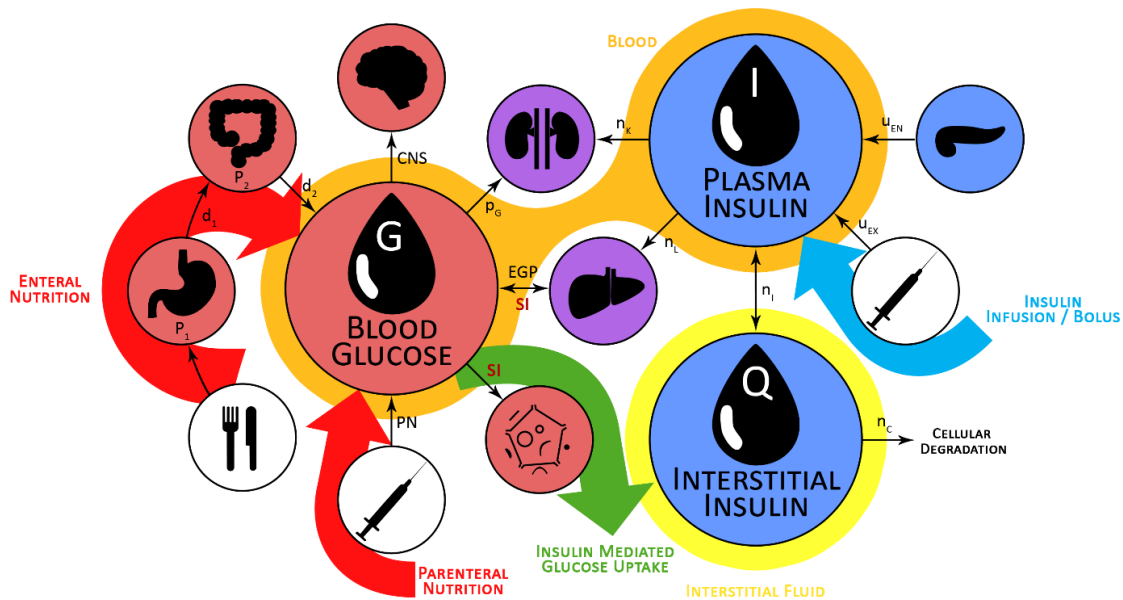 Blood
I
Plasma
Insulin
n_K
u_EN
P_2
d_2
CNS
p_G
d_1
G
Blood
Glucose
n_L
u_EX
EGP
SI
n_I
Enteral
Nutrition
P_1
Insulin
Infusion / Bolus
SI
PN
Q
Interstitial
Insulin
n_C
Cellular
Degradation
Insulin Mediated
Glucose Uptake
Parenteral
Nutrition
Interstitial Fluid